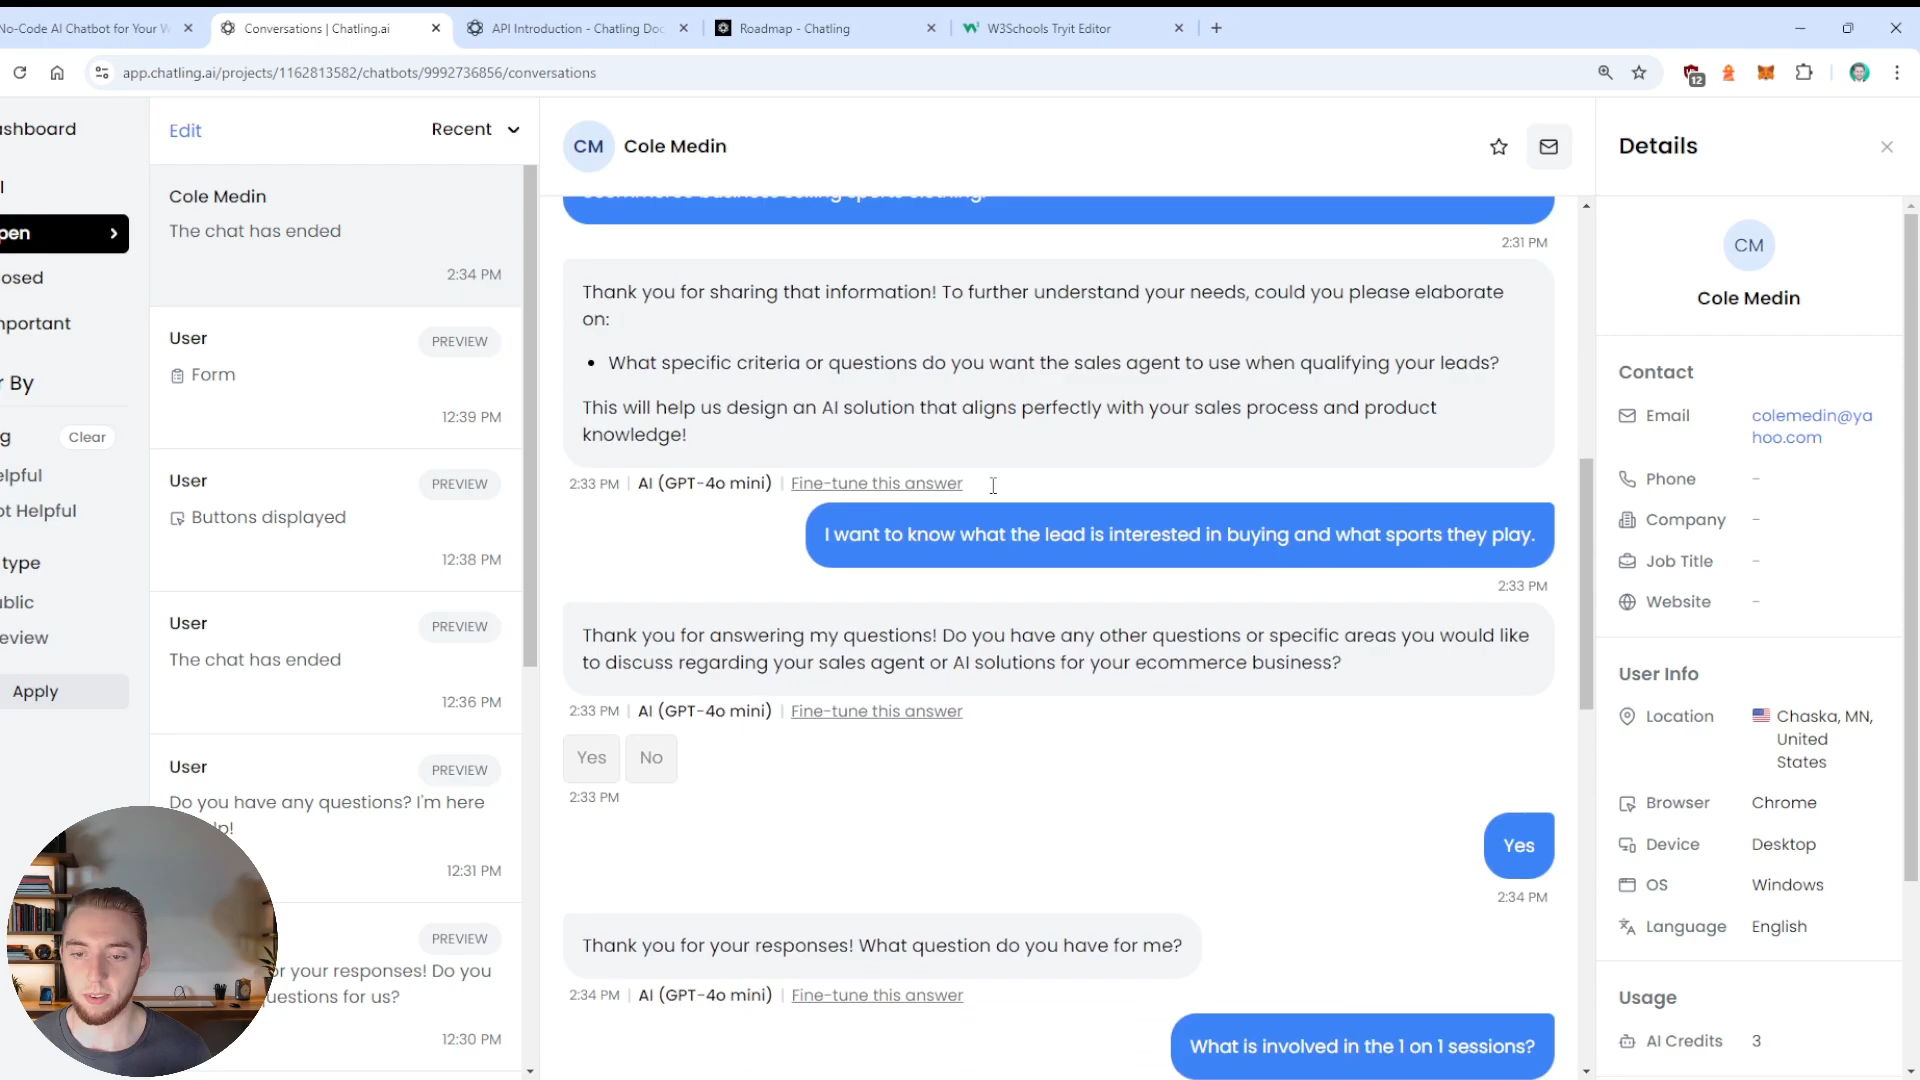 No-Code AI Chatbot for Your W
Conversations | Chatling.ai
API Introduction - Chatling Doc
Roadmap - Chatling
W3Schools Tryit Editor
app.chatling.ai/projects/1162813582/chatbots/9992736856/conversations
12
ashboard
pen
osed
mportant
r By
g
Clear
elpful
ot Helpful
type
ublic
eview
Apply
Edit
Recent
Cole Medin
The chat has ended
2:34 PM
User
PREVIEW
Form
12:39 PM
User
PREVIEW
Buttons displayed
12:38 PM
User
PREVIEW
The chat has ended
12:36 PM
User
PREVIEW
Do you have any questions? I'm here
p!
12:31 PM
PREVIEW
or your responses! Do you
uestions for us?
12:30 PM
CM
Cole Medin
ecommerce business selling sports clothing.
2:31 PM
Thank you for sharing that information! To further understand your needs, could you please elaborate
on:
• What specific criteria or questions do you want the sales agent to use when qualifying your leads?
This will help us design an AI solution that aligns perfectly with your sales process and product
knowledge!
2:33 PM | AI (GPT-4o mini) | Fine-tune this answer
I want to know what the lead is interested in buying and what sports they play.
2:33 PM
Thank you for answering my questions! Do you have any other questions or specific areas you would like
to discuss regarding your sales agent or AI solutions for your ecommerce business?
2:33 PM | AI (GPT-4o mini) | Fine-tune this answer
Yes
No
2:33 PM
Yes
2:34 PM
Thank you for your responses! What question do you have for me?
2:34 PM | AI (GPT-4o mini) | Fine-tune this answer
What is involved in the 1 on 1 sessions?
Details
CM
Cole Medin
Contact
Email
colemedin@ya
hoo.com
Phone
-
Company
-
Job Title
-
Website
-
User Info
Location
Chaska, MN,
United
States
Browser
Chrome
Device
Desktop
OS
Windows
Language
English
Usage
AI Credits
3